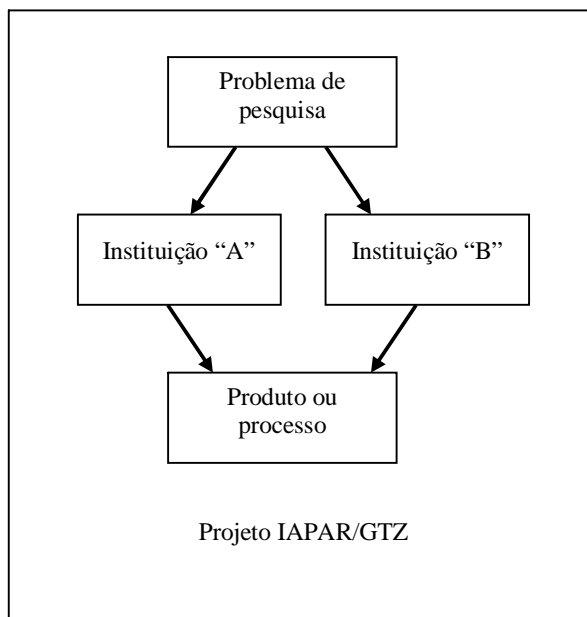 Problema de
pesquisa
Instituição “A”
Instituição “B”
Produto ou
processo
Projeto IAPAR/GTZ